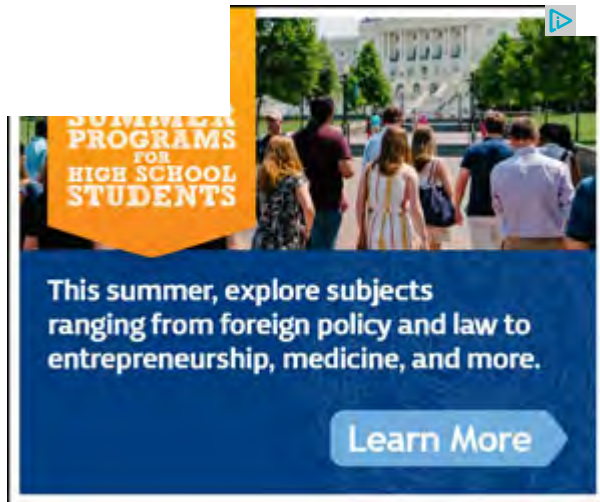 SUMMER
PROGRAMS
FOR
HIGH SCHOOL
STUDENTS
This summer, explore subjects
ranging from foreign policy and law to
entrepreneurship, medicine, and more.
Learn More